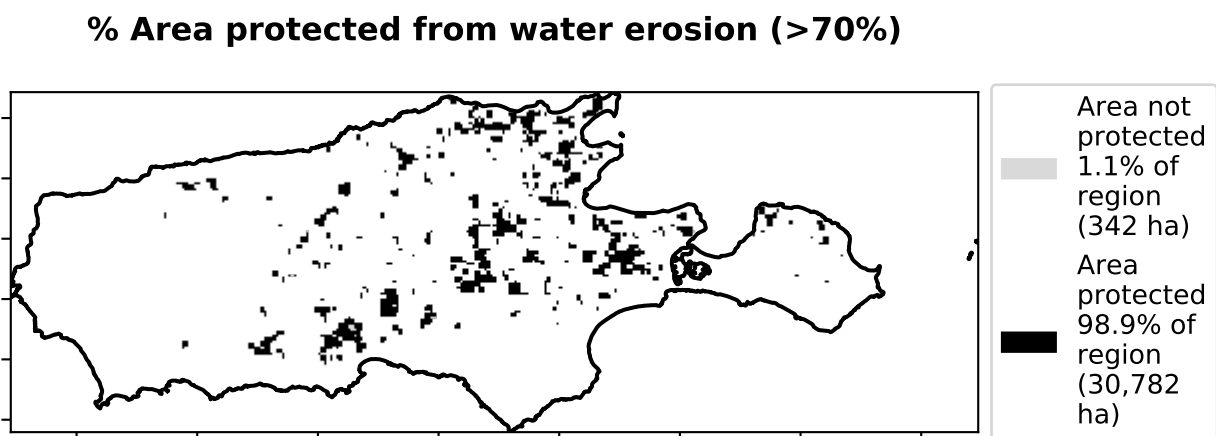 % Area protected from water erosion (>70%)
Area not
protected
1.1% of
region
(342 ha)
Area
protected
98.9% of
region
(30,782
ha)